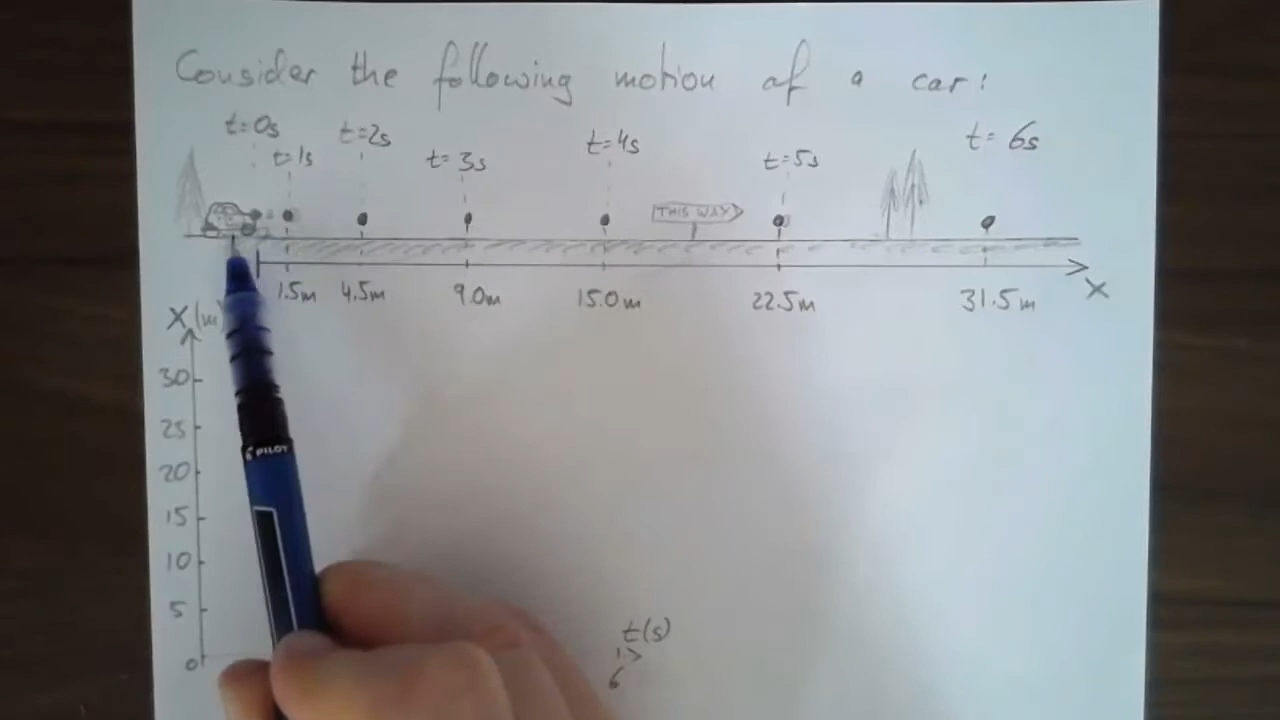 Consider the following motion of a car:
t=0s
t=1s
t=2s
t=3s
t=4s
t=5s
t=6s
THIS WAY
1.5m 4.5m 9.0m 15.0m 22.5m 31.5m
X
X(m)
30
25
20
15
10
5
0
t(s)
6
PILOT